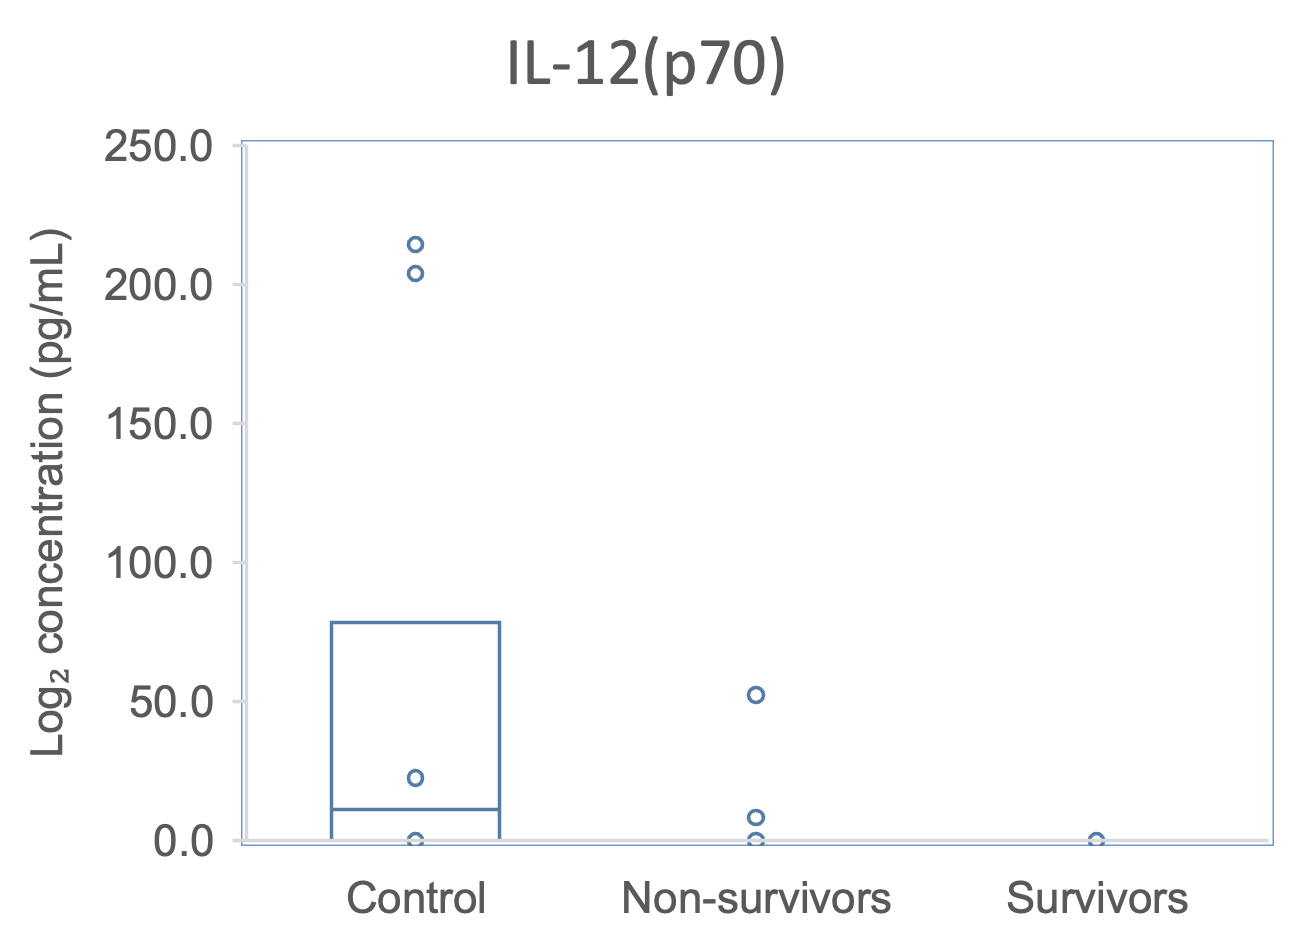 IL-12(p70)
Log₂ concentration (pg/mL)
250.0
200.0
150.0
100.0
50.0
0.0
Control Non-survivors Survivors